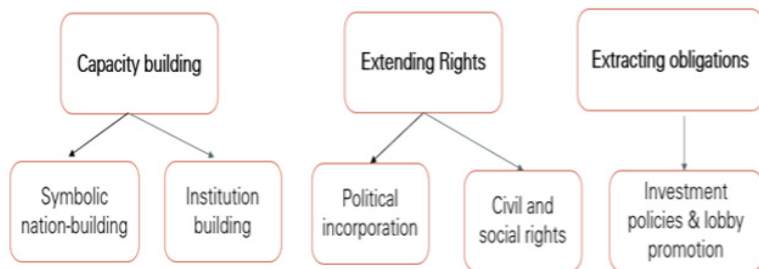 Capacity building
Extending Rights
Extracting obligations
Symbolic
nation-building
Institution
building
Political
incorporation
Civil and
social rights
Investment
policies & lobby
promotion